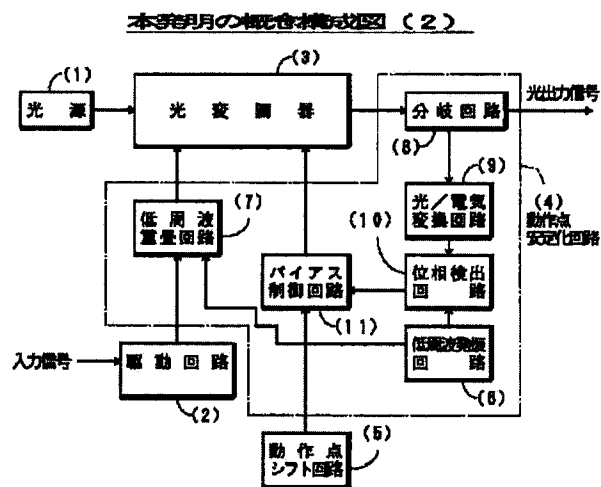 本発明の概念構成図(2)
(1)
(3)
光源
光変調器
分岐回路
光出力信号
(8)
(9)
(7)
光/電気
変換回路
(4)
動作点
安定化回路
低周波
重畳回路
(10)
バイアス
制御回路
位相検出
回路
(11)
入力信号
駆動回路
低周波発振
回路
(2)
(6)
動作点
シフト回路
(5)